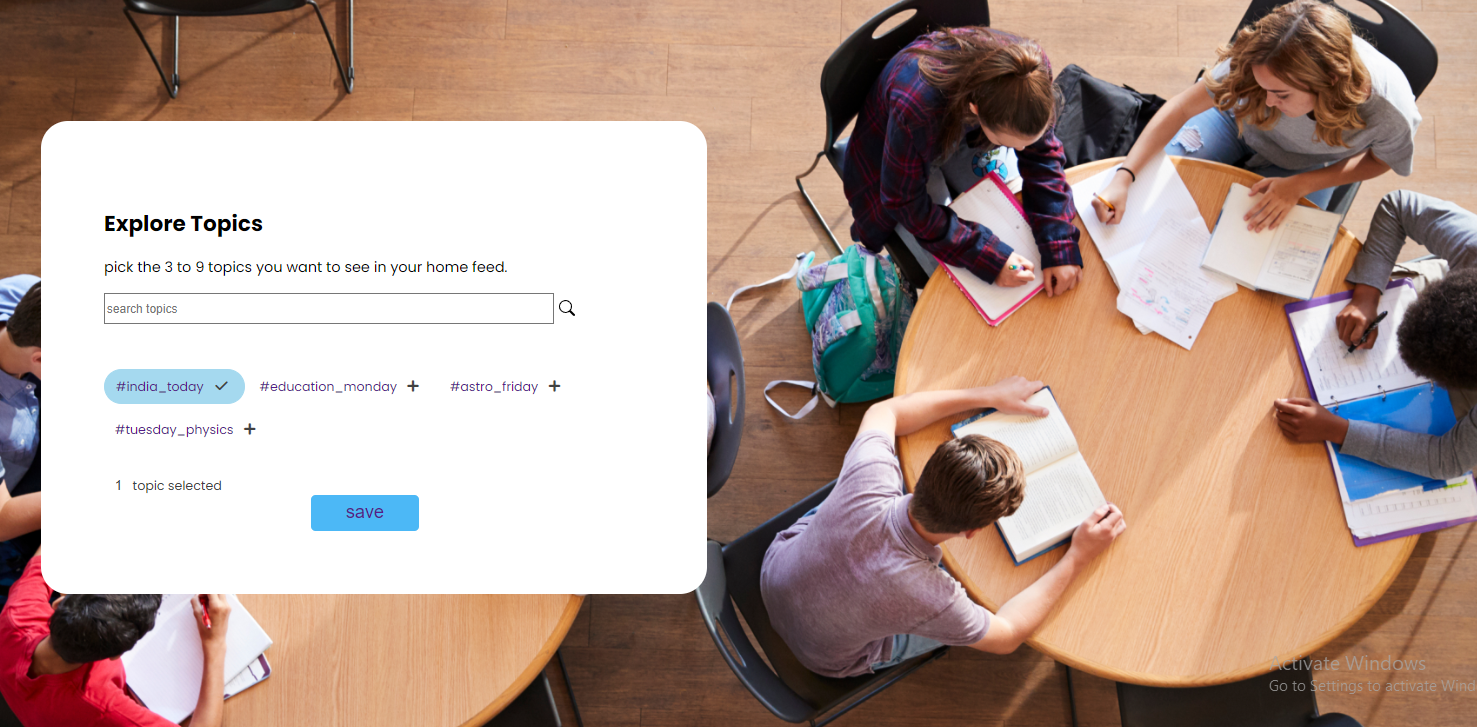 Explore Topics
pick the 3 to 9 topics you want to see in your home feed.
search topics
#india_today #education_monday #astro_friday
#tuesday_physics
1 topic selected
save
Activate Windows
Go to Settings to activate Wind